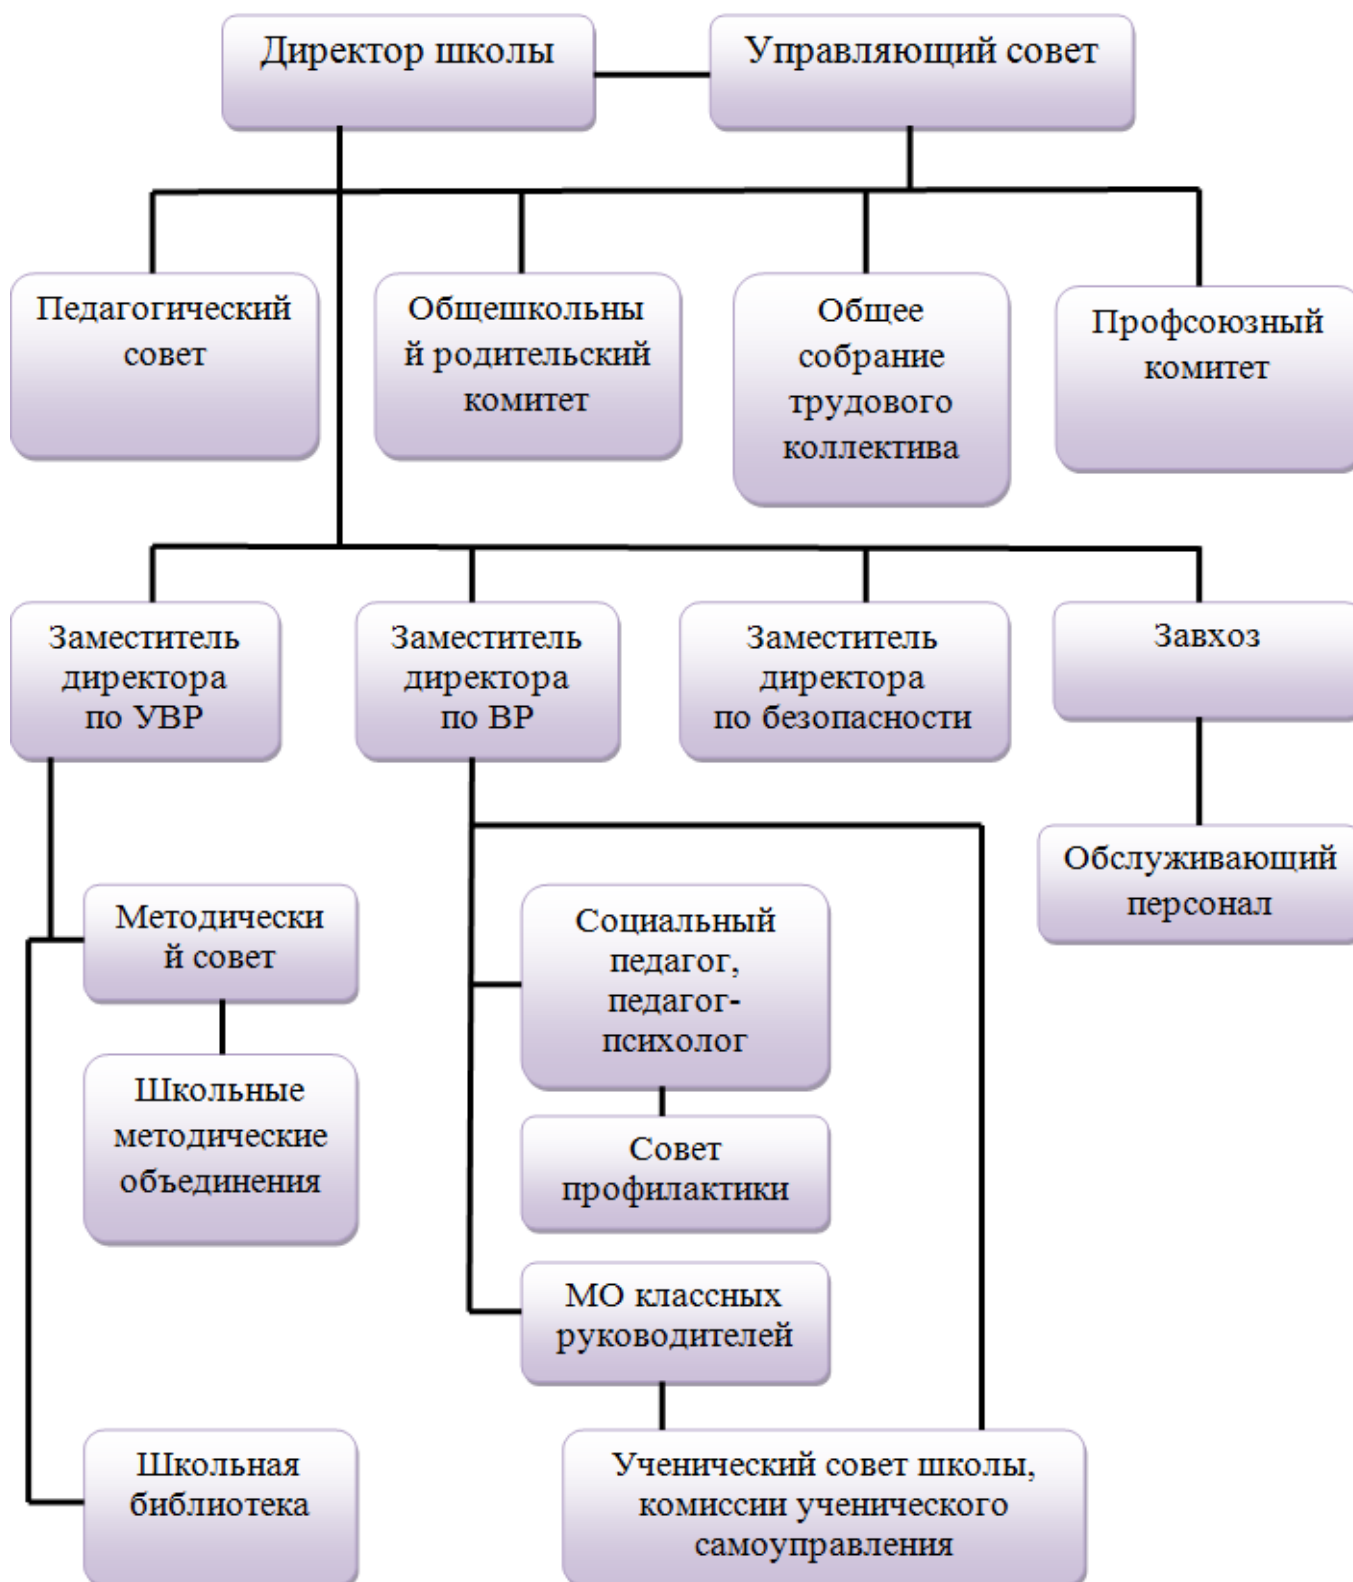 Директор школы
Управляющий совет
Педагогический
совет
Общешкольны
й родительский
комитет
Общее
собрание
трудового
коллектива
Профсоюзный
комитет
Заместитель
директора
по УВР
Заместитель
директора
по ВР
Заместитель
директора
по безопасности
Завхоз
Обслуживающий
персонал
Методически
й совет
Школьные
методические
объединения
Социальный
педагог,
педагог-
психолог
Совет
профилактики
МО классных
руководителей
Школьная
библиотека
Ученический совет школы,
комиссии ученического
самоуправления